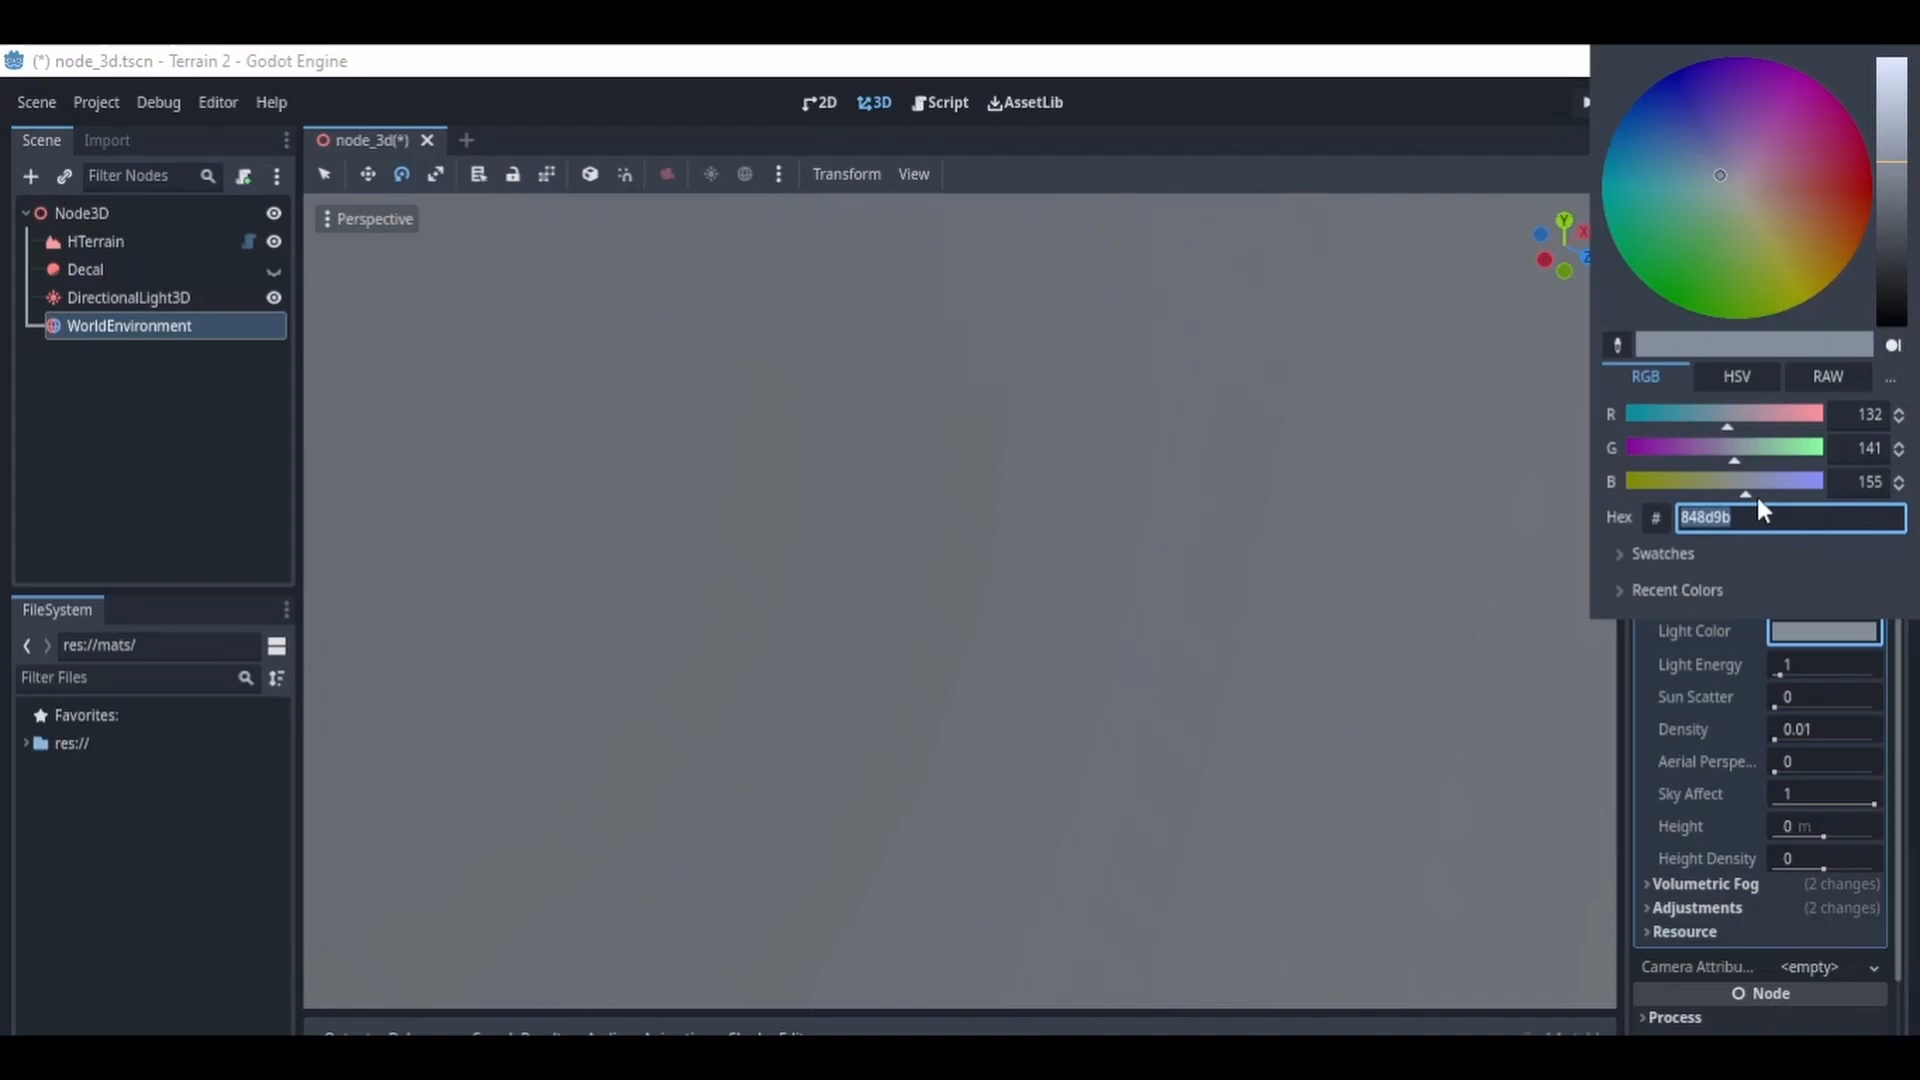 (*) node_3d.tscn - Terrain 2 - Godot Engine
Scene Project Debug Editor Help
2D 3D Script AssetLib
Scene Import
node_3d(*)
Filter Nodes
Transform View
Node3D
HTerrain
Decal
DirectionalLight3D
WorldEnvironment
Perspective
Y
X
Z
FileSystem
res://mats/
Filter Files
Favorites:
res://
RGB HSV RAW ...
R 132
G 141
B 155
Hex # 848d9b
Swatches
Recent Colors
Light Color
Light Energy 1
Sun Scatter 0
Density 0.01
Aerial Perspe... 0
Sky Affect 1
Height 0 m
Height Density 0
Volumetric Fog (2 changes)
Adjustments (2 changes)
Resource
Camera Attribu... <empty>
Node
Process